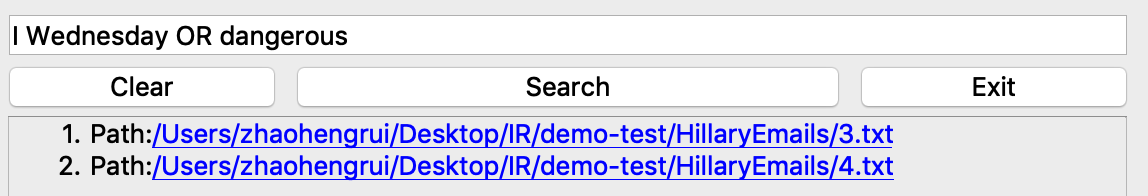 I Wednesday OR dangerous
Clear Search Exit
1. Path:/Users/zhaohengrui/Desktop/IR/demo-test/HillaryEmails/3.txt
2. Path:/Users/zhaohengrui/Desktop/IR/demo-test/HillaryEmails/4.txt